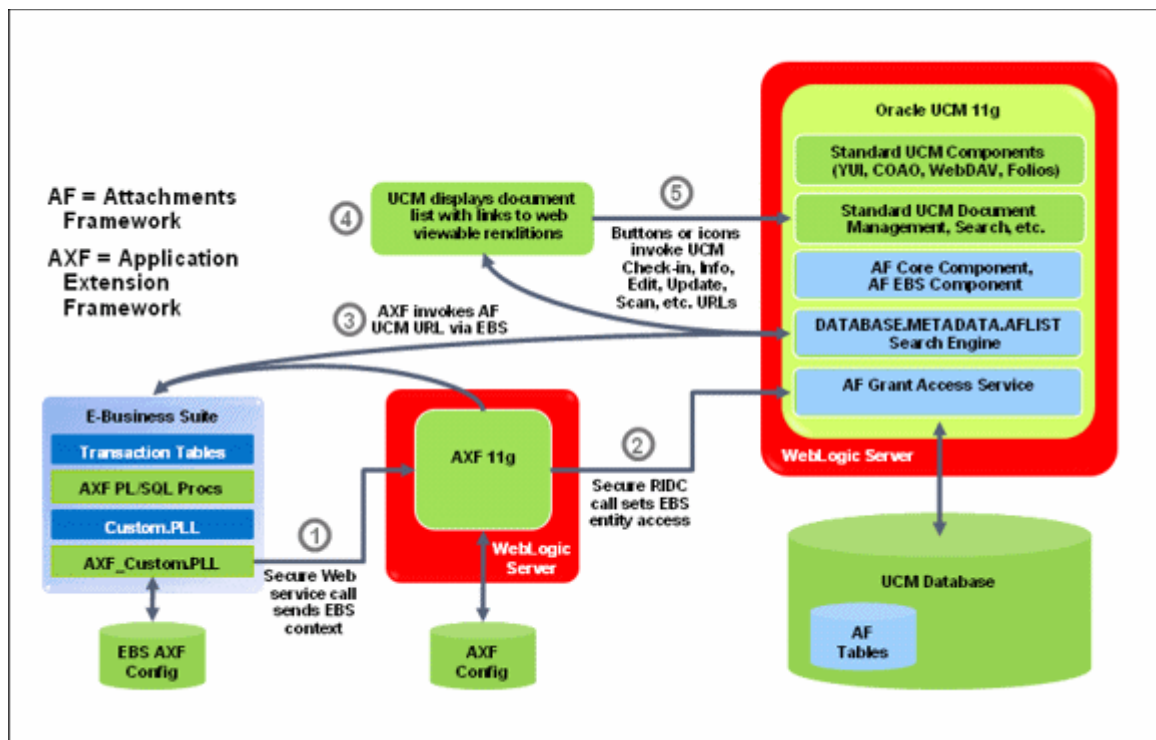 AF = Attachments
Framework
AXF = Application
Extension
Framework
4
UCM displays document
list with links to web
viewable renditions
5
Buttons or icons
invoke UCM
Check-in, Info,
Edit, Update,
Scan, etc. URLs
3
AXF invokes AF
UCM URL via EBS
Oracle UCM 11g
Standard UCM Components
(YUI, COAO, WebDAV, Folios)
Standard UCM Document
Management, Search, etc.
AF Core Component,
AF EBS Component
DATABASE.METADATA.AFLIST
Search Engine
AF Grant Access Service
WebLogic Server
E-Business Suite
Transaction Tables
AXF PL/SQL Procs
Custom.PLL
AXF_Custom.PLL
1
Secure Web
service call
sends EBS
context
AXF 11g
WebLogic
Server
2
Secure RIDC
call sets EBS
entity access
EBS AXF
Config
AXF
Config
UCM Database
AF
Tables